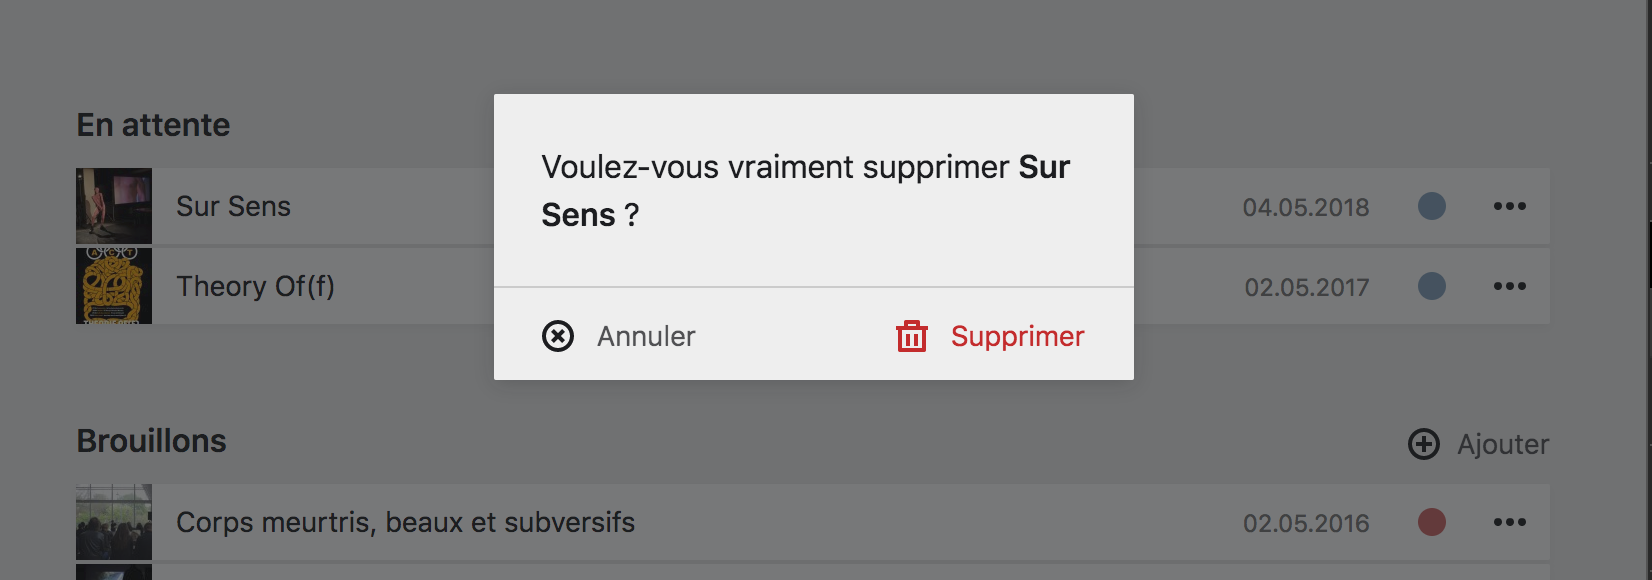 En attente
Voulez-vous vraiment supprimer Sur
Sens ?
Sur Sens
04.05.2018
ACT
Theory Of(f)
02.05.2017
Annuler
Supprimer
Brouillons
Ajouter
Corps meurtris, beaux et subversifs
02.05.2016